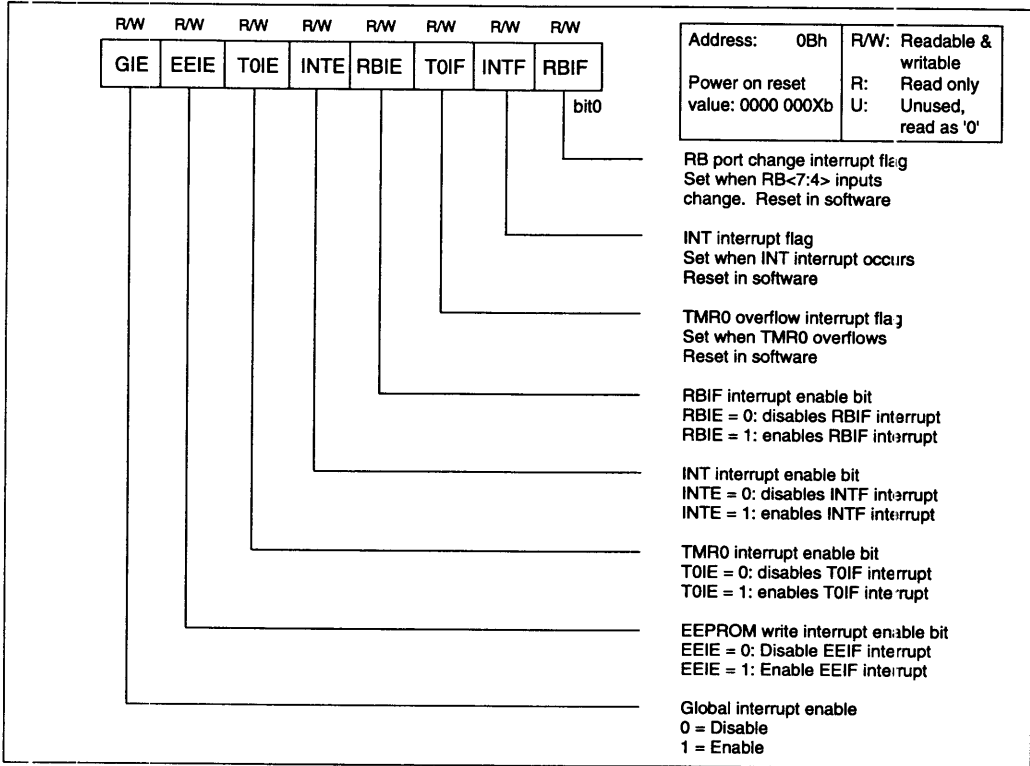 R/W R/W R/W R/W R/W R/W R/W R/W
GIE EEIE T0IE INTE RBIE T0IF INTF RBIF
bit0
Address: 0Bh
Power on reset
value: 0000 000Xb
R/W: Readable &
writable
R: Read only
U: Unused,
read as '0'
RB port change interrupt flag
Set when RB<7:4> inputs
change. Reset in software
INT interrupt flag
Set when INT interrupt occurs
Reset in software
TMR0 overflow interrupt flag
Set when TMR0 overflows
Reset in software
RBIF interrupt enable bit
RBIE = 0: disables RBIF interrupt
RBIE = 1: enables RBIF interrupt
INT interrupt enable bit
INTE = 0: disables INTF interrupt
INTE = 1: enables INTF interrupt
TMR0 interrupt enable bit
T0IE = 0: disables T0IF interrupt
T0IE = 1: enables T0IF interrupt
EEPROM write interrupt enable bit
EEIE = 0: Disable EEIF interrupt
EEIE = 1: Enable EEIF interrupt
Global interrupt enable
0 = Disable
1 = Enable